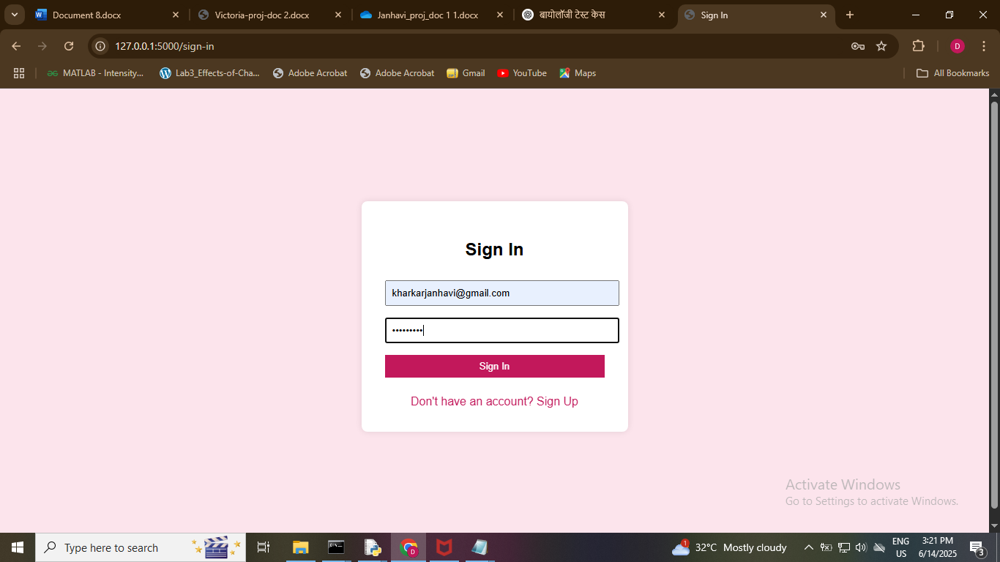 Document 8.docx
Victoria-proj-doc 2.docx
Janhavi_proj_doc 1 1.docx
बायोलॉजी टेस्ट केस
Sign In
127.0.0.1:5000/sign-in
D
MATLAB - Intensity...
Lab3_Effects-of-Cha...
Adobe Acrobat
Adobe Acrobat
Gmail
YouTube
Maps
All Bookmarks
Sign In
kharkarjanhavi@gmail.com
Sign In
Don't have an account? Sign Up
Activate Windows
Go to Settings to activate Windows.
Type here to search
D
1
32°C Mostly cloudy
ENG
US
3:21 PM
6/14/2025
3